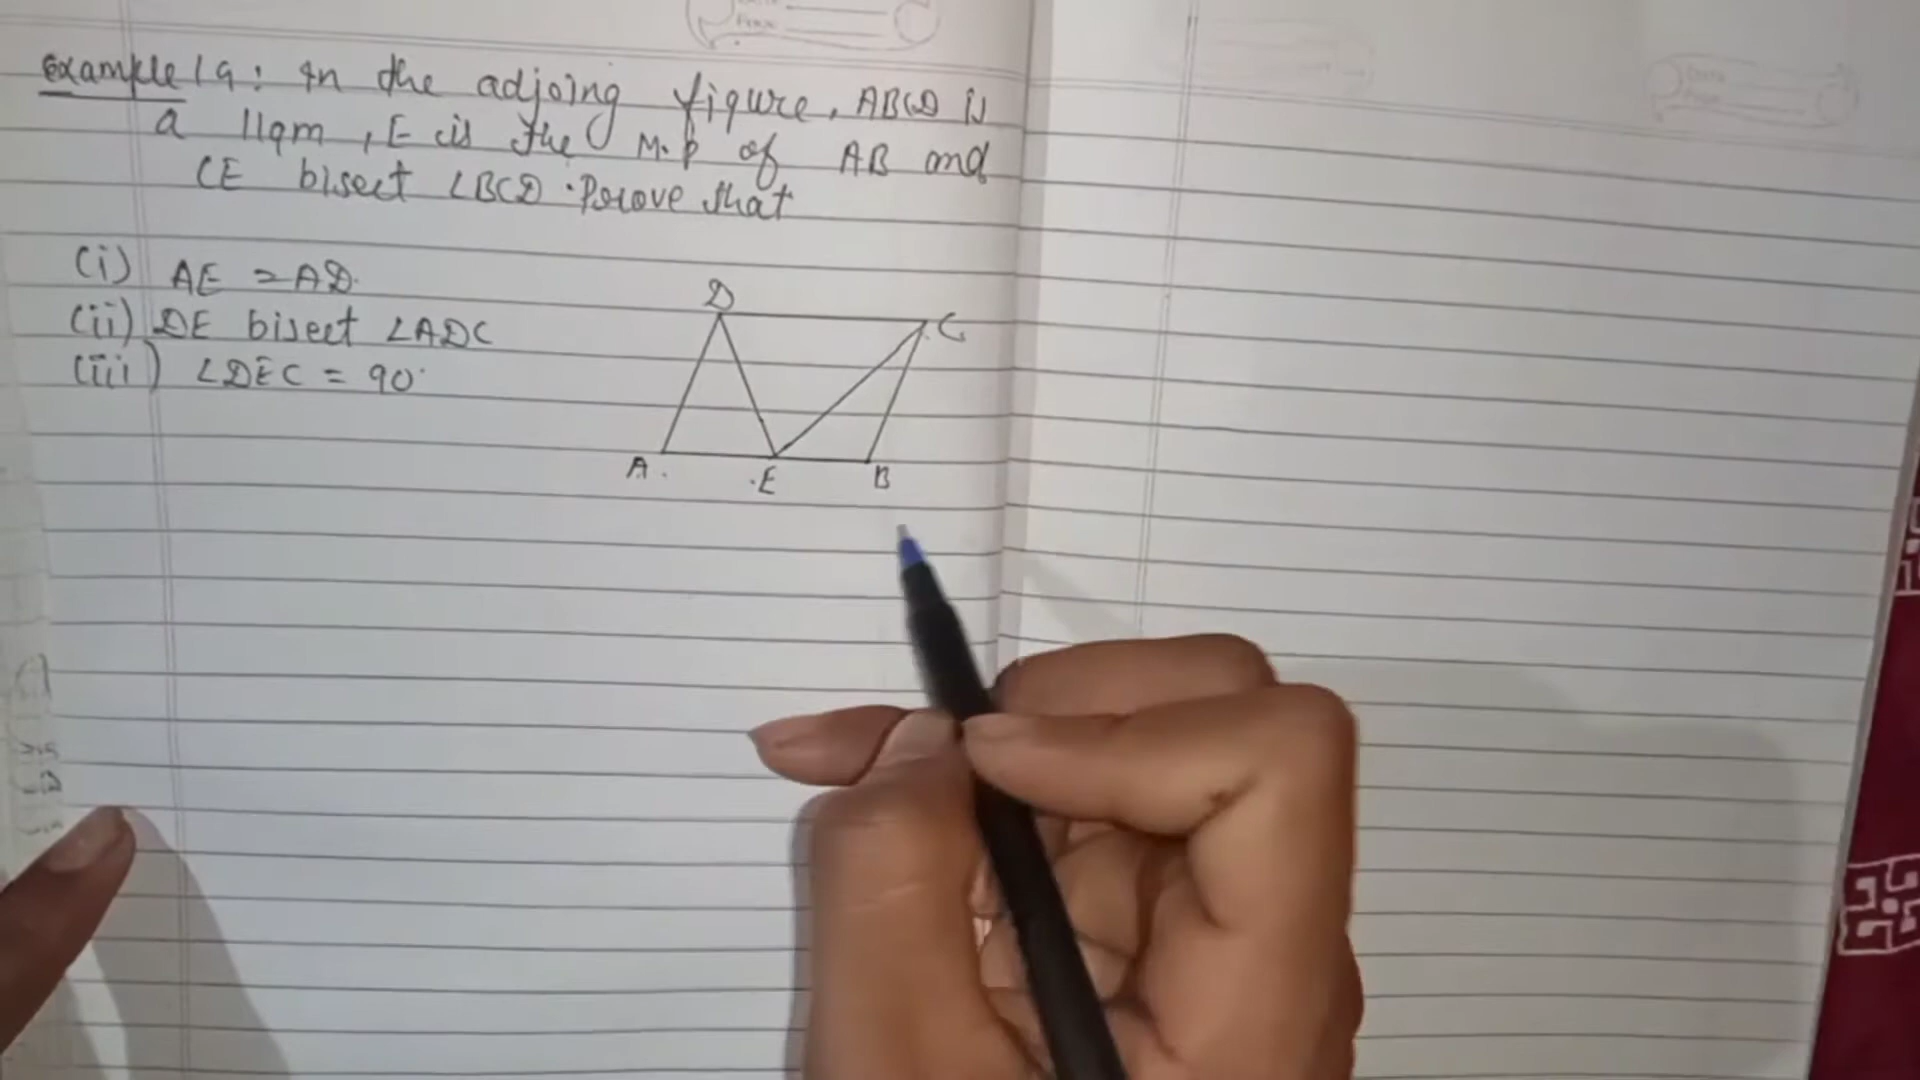 Example 19: In the adjoing figure, ABCD is
a ||gm, E is the M.p of AB and
CE bisect ∠BCD. Prove that
(i) AE = AD.
(ii) DE bisect ∠ADC
(iii) ∠DEC = 90°
D
C
A.
.E
B